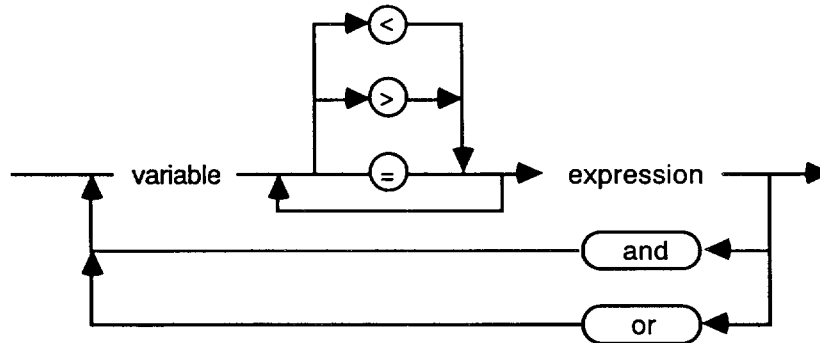 <
>
variable = expression
and
or